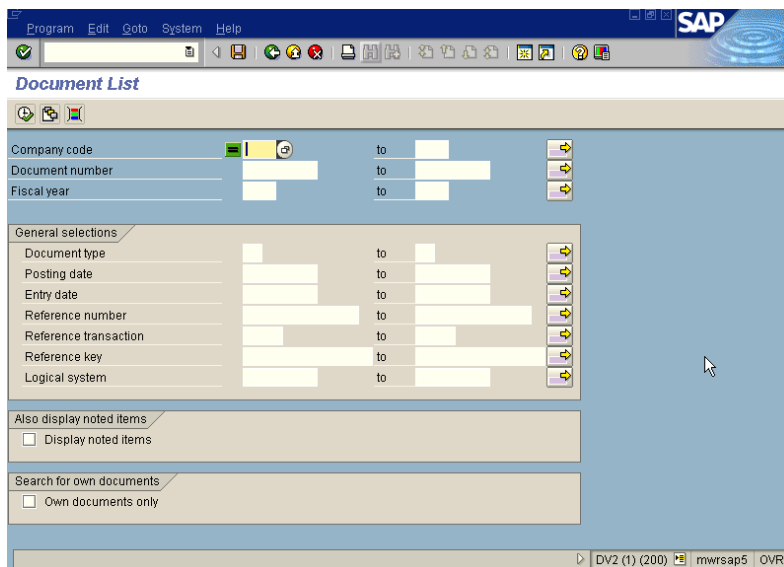 Program Edit Goto System Help
SAP
Document List
Company code to
Document number to
Fiscal year to
General selections
Document type to
Posting date to
Entry date to
Reference number to
Reference transaction to
Reference key to
Logical system to
Also display noted items
Display noted items
Search for own documents
Own documents only
DV2 (1) (200) mwrsap5 OVR